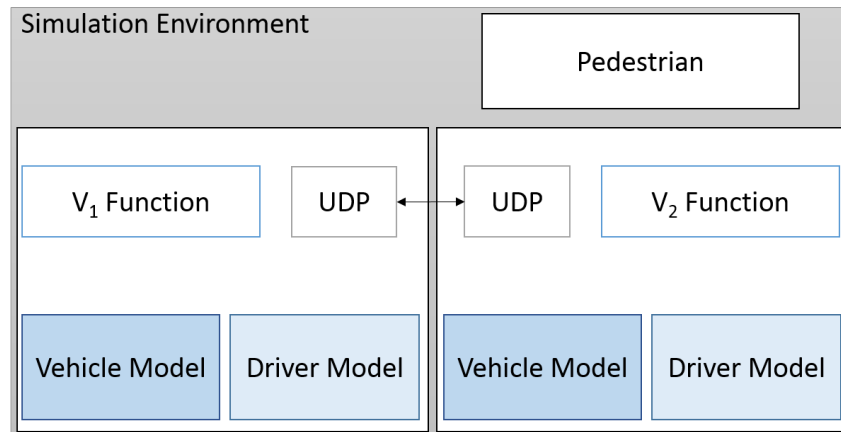 Simulation Environment
Pedestrian
V₁ Function
UDP
UDP
V₂ Function
Vehicle Model
Driver Model
Vehicle Model
Driver Model